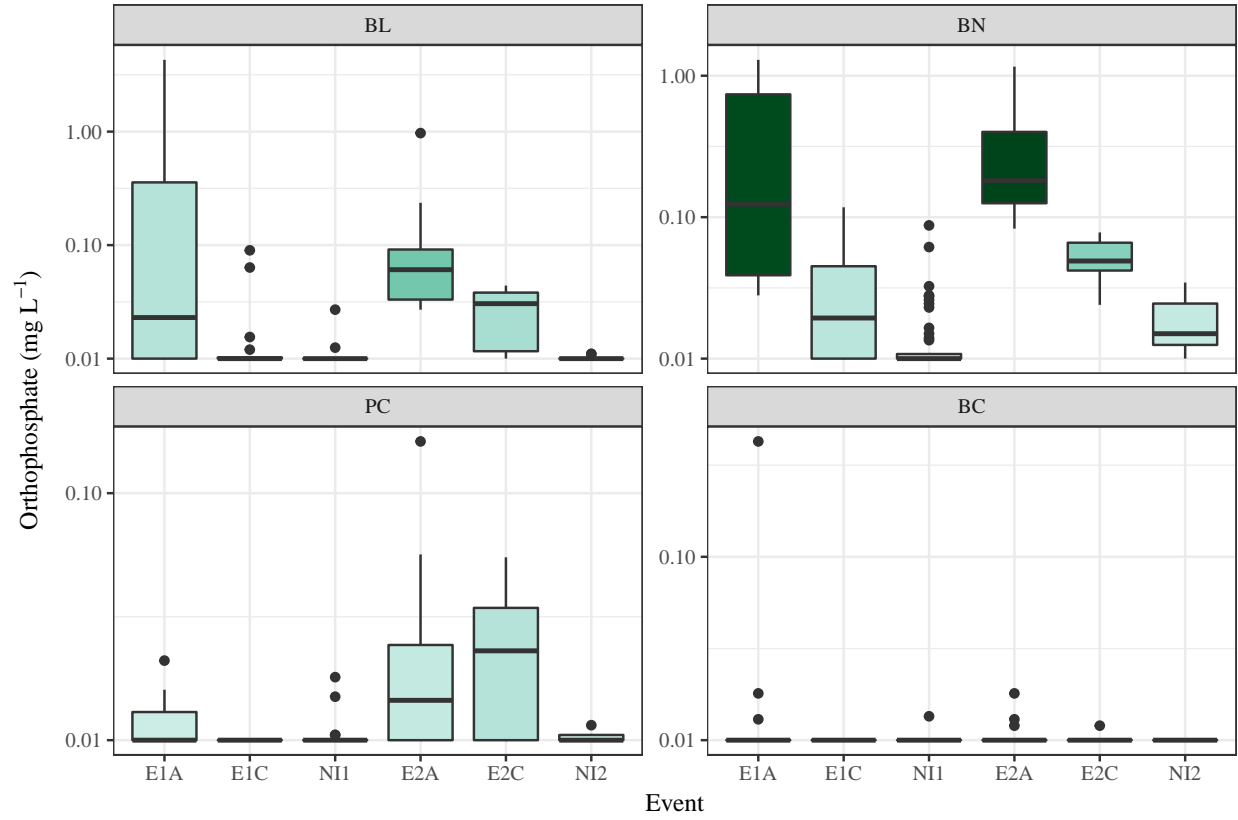 BL
BN
1.00
0.10
0.01
1.00
0.10
0.01
PC
BC
0.10
0.01
0.10
0.01
E1A E1C NI1 E2A E2C NI2
E1A E1C NI1 E2A E2C NI2
Orthophosphate (mg L⁻¹)
Event